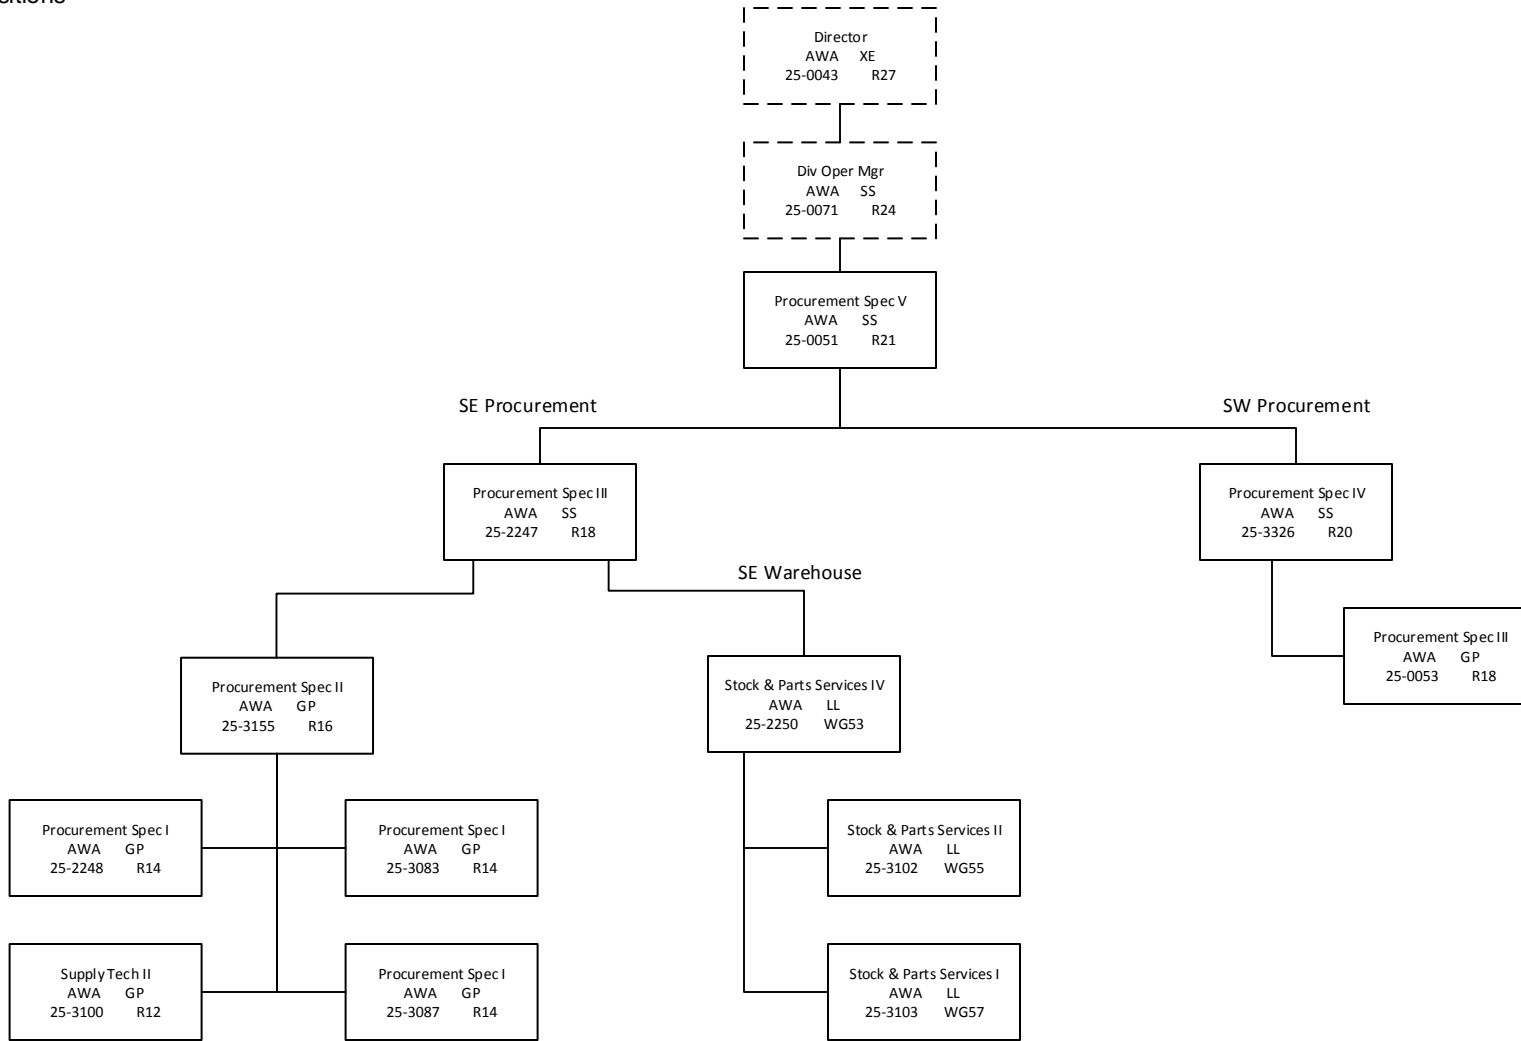 Director
AWA XE
25-0043 R27
Div Oper Mgr
AWA SS
25-0071 R24
Procurement Spec V
AWA SS
25-0051 R21
SE Procurement
SW Procurement
Procurement Spec III
AWA SS
25-2247 R18
Procurement Spec IV
AWA SS
25-3326 R20
SE Warehouse
Procurement Spec II
AWA GP
25-3155 R16
Stock & Parts Services IV
AWA LL
25-2250 WG53
Procurement Spec III
AWA GP
25-0053 R18
Procurement Spec I
AWA GP
25-2248 R14
Procurement Spec I
AWA GP
25-3083 R14
Stock & Parts Services II
AWA LL
25-3102 WG55
Supply Tech II
AWA GP
25-3100 R12
Procurement Spec I
AWA GP
25-3087 R14
Stock & Parts Services I
AWA LL
25-3103 WG57